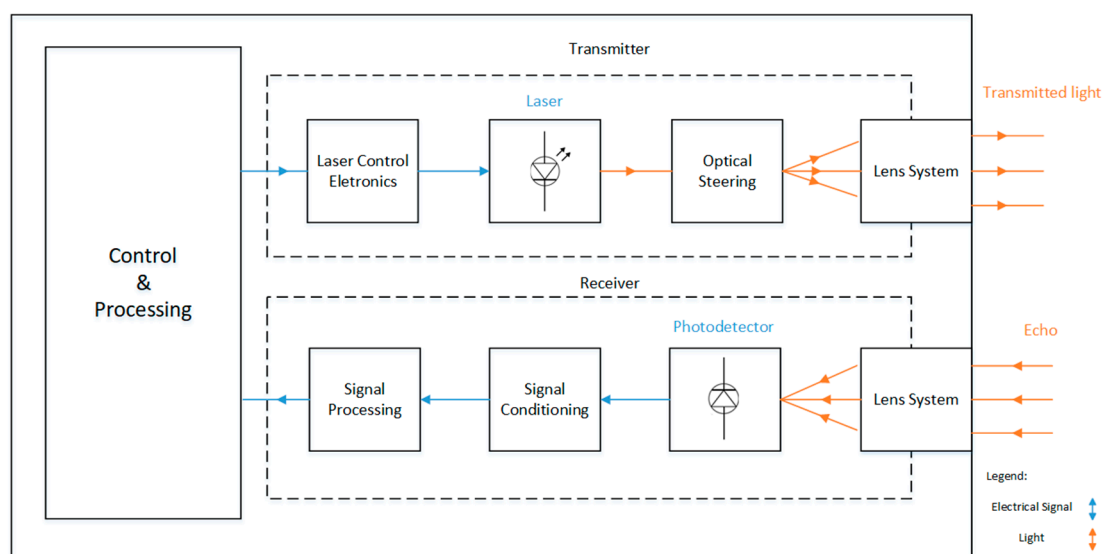 Transmitter
Laser
Transmitted light
Laser Control
Eletronics
Optical
Steering
Lens System
Control
&
Processing
Receiver
Photodetector
Echo
Signal
Processing
Signal
Conditioning
Lens System
Legend:
Electrical Signal
Light